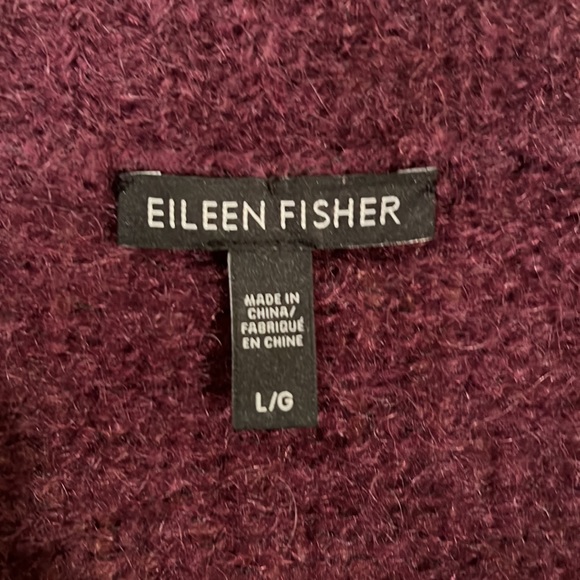 EILEEN FISHER
MADE IN
CHINA/
FABRIQUÉ
EN CHINE
L/G